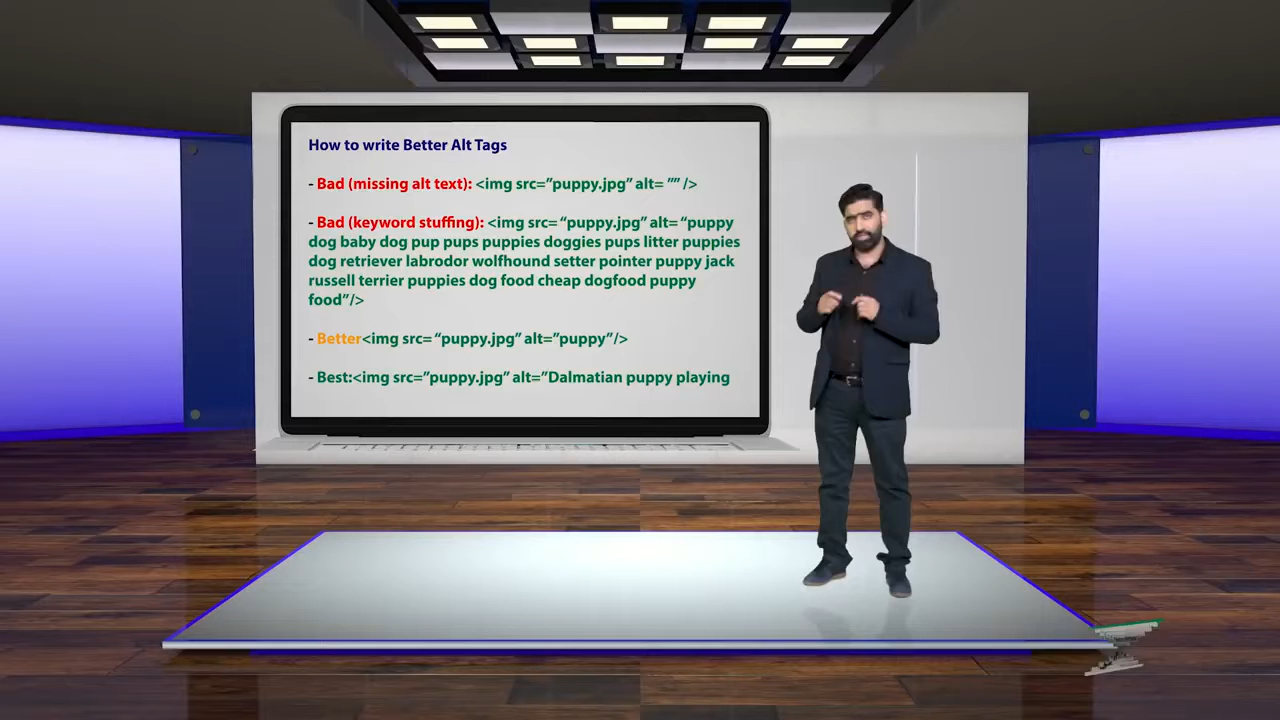 How to write Better Alt Tags
- Bad (missing alt text): <img src=”puppy.jpg” alt= ”” />
- Bad (keyword stuffing): <img src= “puppy.jpg” alt= “puppy
dog baby dog pup pups puppies doggies pups litter puppies
dog retriever labrodor wolfhound setter pointer puppy jack
russell terrier puppies dog food cheap dogfood puppy
food”/>
- Better<img src= “puppy.jpg” alt=”puppy”/>
- Best:<img src=”puppy.jpg” alt=”Dalmatian puppy playing